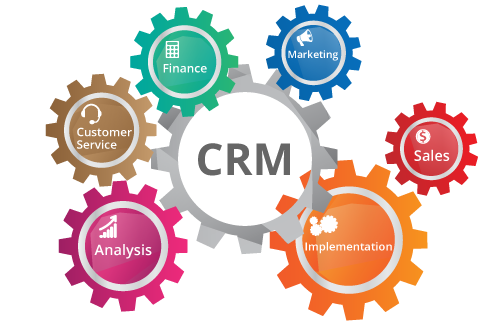 Finance
Marketing
Customer
Service
CRM
$
Sales
Analysis
Implementation